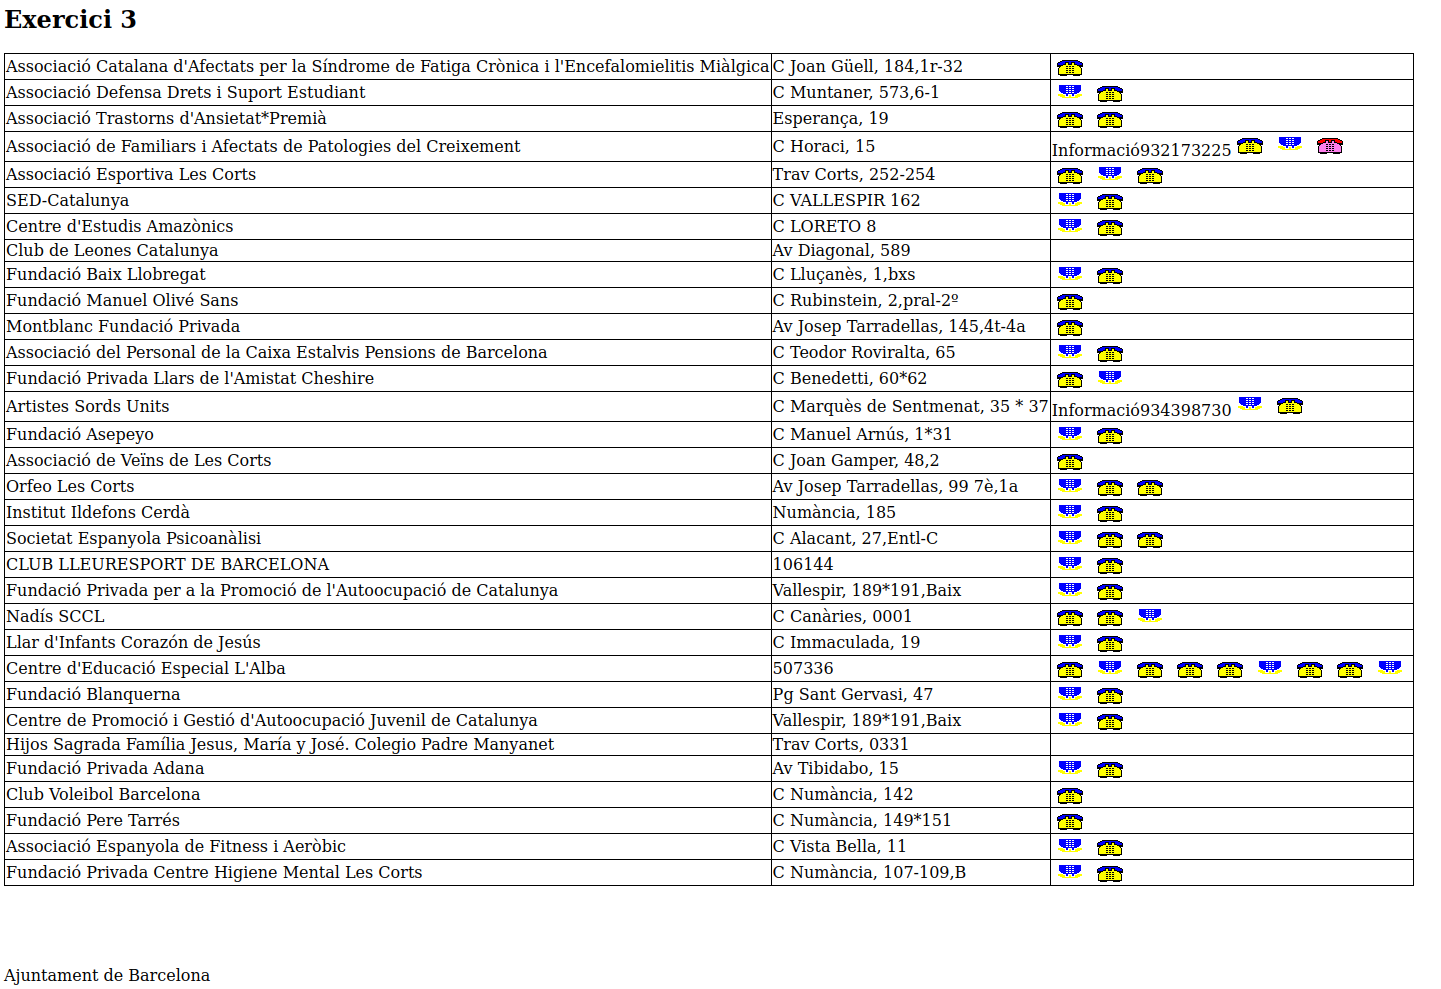 Exercici 3
Associació Catalana d'Afectats per la Síndrome de Fatiga Crònica i l'Encefalomielitis Miàlgica C Joan Güell, 184,1r-32
Associació Defensa Drets i Suport Estudiant C Muntaner, 573,6-1
Associació Trastorns d'Ansietat*Premià Esperança, 19
Associació de Familiars i Afectats de Patologies del Creixement C Horaci, 15 Informació932173225
Associació Esportiva Les Corts Trav Corts, 252-254
SED-Catalunya C VALLESPIR 162
Centre d'Estudis Amazònics C LORETO 8
Club de Leones Catalunya Av Diagonal, 589
Fundació Baix Llobregat C Lluçanès, 1,bxs
Fundació Manuel Olivé Sans C Rubinstein, 2,pral-2º
Montblanc Fundació Privada Av Josep Tarradellas, 145,4t-4a
Associació del Personal de la Caixa Estalvis Pensions de Barcelona C Teodor Roviralta, 65
Fundació Privada Llars de l'Amistat Cheshire C Benedetti, 60*62
Artistes Sords Units C Marquès de Sentmenat, 35 * 37 Informació934398730
Fundació Asepeyo C Manuel Arnús, 1*31
Associació de Veïns de Les Corts C Joan Gamper, 48,2
Orfeo Les Corts Av Josep Tarradellas, 99 7è,1a
Institut Ildefons Cerdà Numància, 185
Societat Espanyola Psicoanàlisi C Alacant, 27,Entl-C
CLUB LLEURESPORT DE BARCELONA 106144
Fundació Privada per a la Promoció de l'Autoocupació de Catalunya Vallespir, 189*191,Baix
Nadís SCCL C Canàries, 0001
Llar d'Infants Corazón de Jesús C Immaculada, 19
Centre d'Educació Especial L'Alba 507336
Fundació Blanquerna Pg Sant Gervasi, 47
Centre de Promoció i Gestió d'Autoocupació Juvenil de Catalunya Vallespir, 189*191,Baix
Hijos Sagrada Família Jesus, María y José. Colegio Padre Manyanet Trav Corts, 0331
Fundació Privada Adana Av Tibidabo, 15
Club Voleibol Barcelona C Numància, 142
Fundació Pere Tarrés C Numància, 149*151
Associació Espanyola de Fitness i Aeròbic C Vista Bella, 11
Fundació Privada Centre Higiene Mental Les Corts C Numància, 107-109,B
Ajuntament de Barcelona